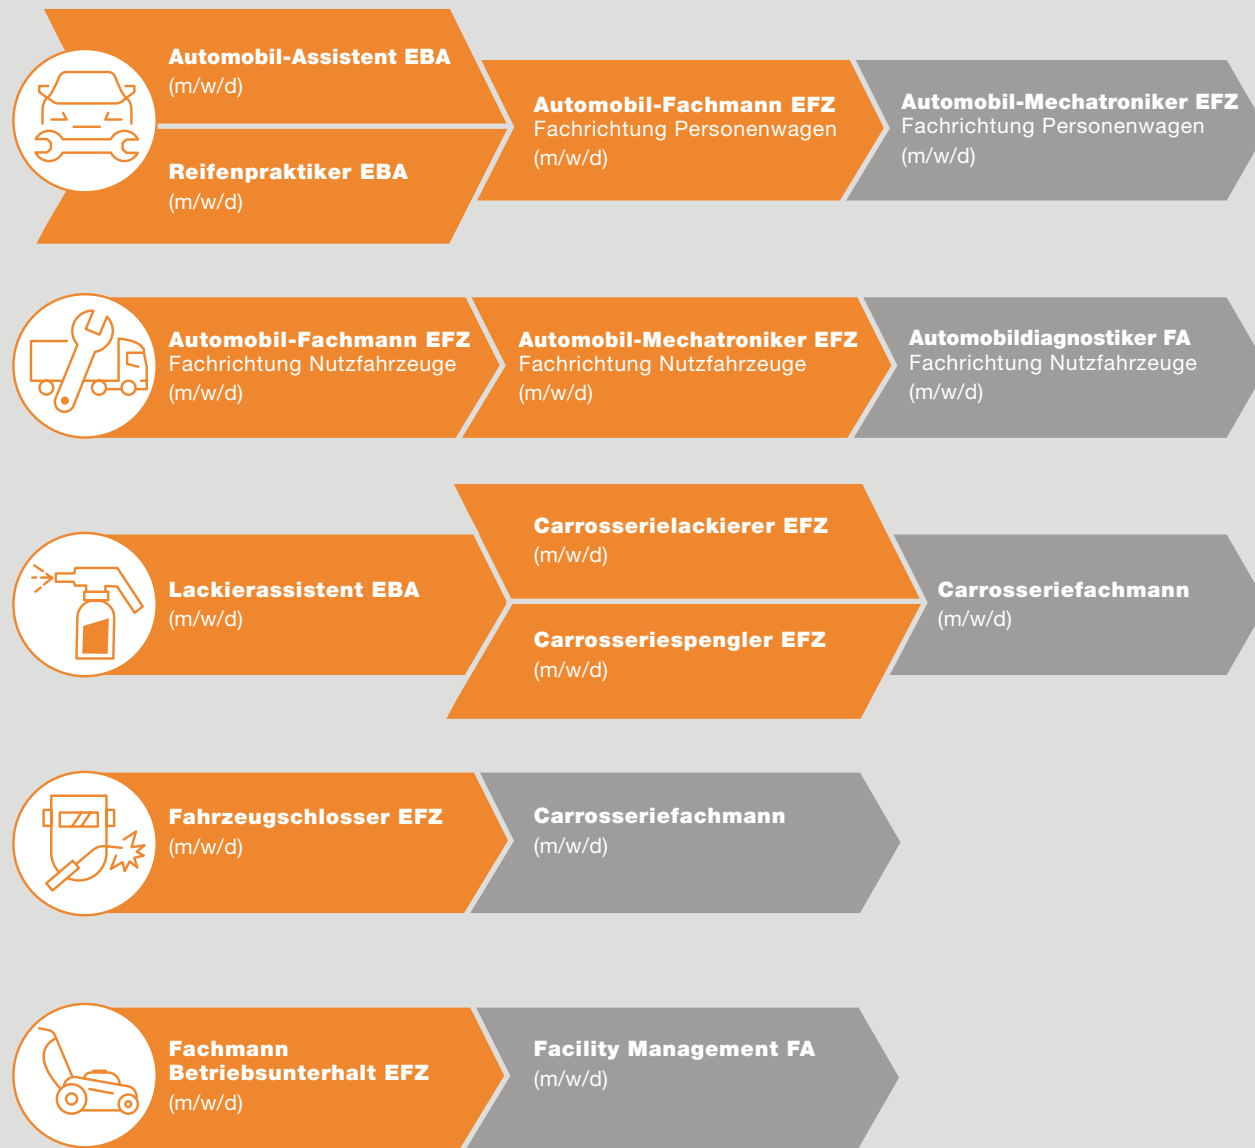 Automobil-Assistent EBA
(m/w/d)
Reifenpraktiker EBA
(m/w/d)
Automobil-Fachmann EFZ
Fachrichtung Personenwagen
(m/w/d)
Automobil-Mechatroniker EFZ
Fachrichtung Personenwagen
(m/w/d)
Automobil-Fachmann EFZ
Fachrichtung Nutzfahrzeuge
(m/w/d)
Automobil-Mechatroniker EFZ
Fachrichtung Nutzfahrzeuge
(m/w/d)
Automobildiagnostiker FA
Fachrichtung Nutzfahrzeuge
(m/w/d)
Lackierassistent EBA
(m/w/d)
Carrosserielackierer EFZ
(m/w/d)
Carrosseriespengler EFZ
(m/w/d)
Carrosseriefachmann
(m/w/d)
Fahrzeugschlosser EFZ
(m/w/d)
Carrosseriefachmann
(m/w/d)
Fachmann
Betriebsunterhalt EFZ
(m/w/d)
Facility Management FA
(m/w/d)